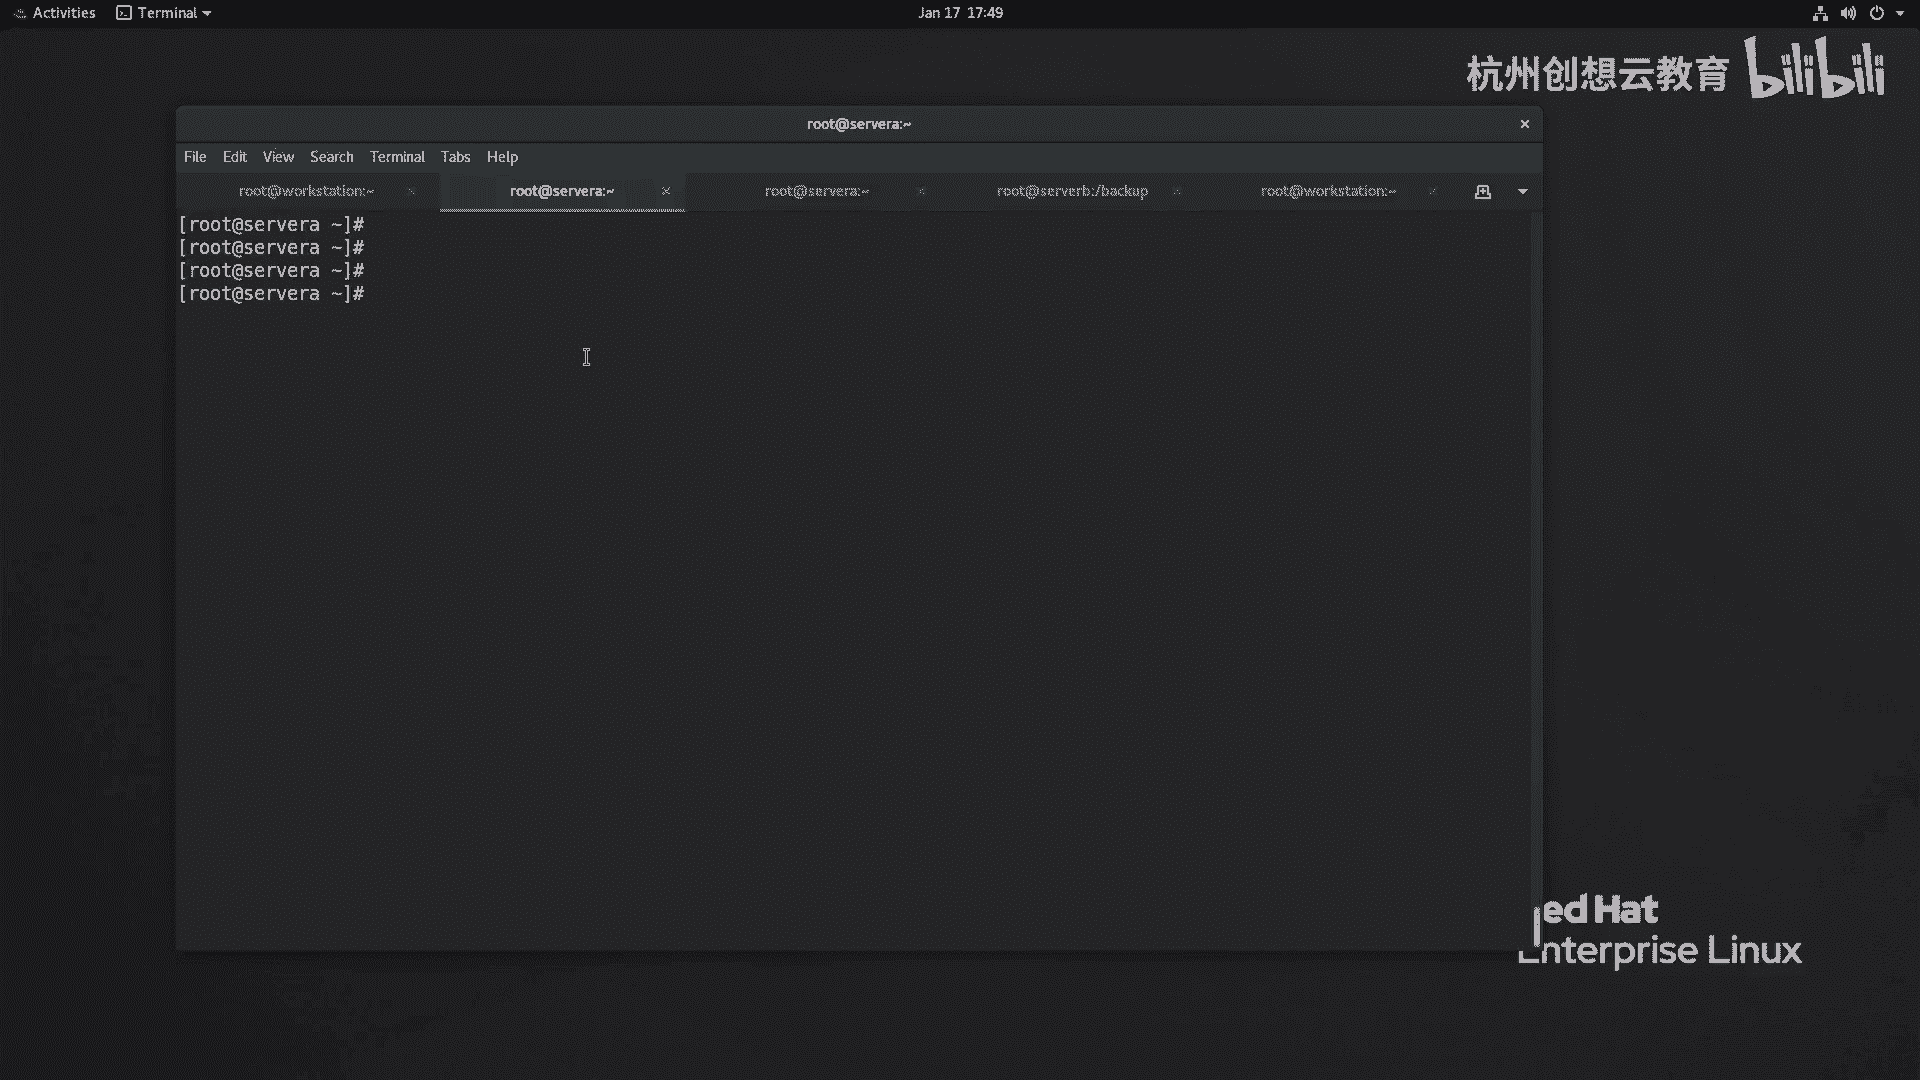 Activities Terminal Jan 17 17:49
杭州创想云教育 bilibili
root@servera:~
File Edit View Search Terminal Tabs Help
root@workstation:~ root@servera:~ root@servera:~ root@serverb:/backup root@workstation:~
[root@servera ~]#
[root@servera ~]#
[root@servera ~]#
[root@servera ~]#
ed Hat
Enterprise Linux